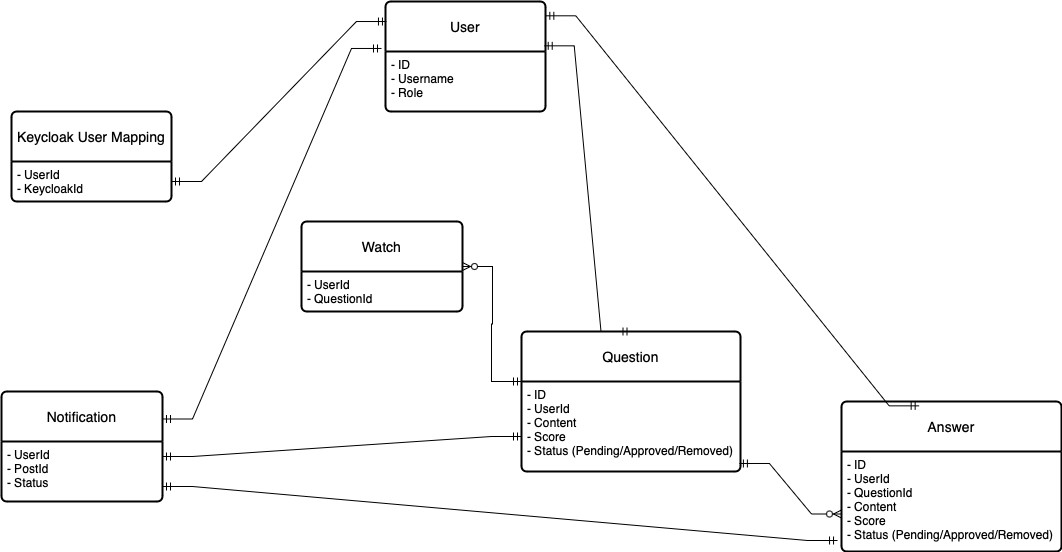 User
- ID
- Username
- Role
Keycloak User Mapping
- UserId
- KeycloakId
Watch
- UserId
- QuestionId
Question
- ID
- UserId
- Content
- Score
- Status (Pending/Approved/Removed)
Notification
- UserId
- PostId
- Status
Answer
- ID
- UserId
- QuestionId
- Content
- Score
- Status (Pending/Approved/Removed)